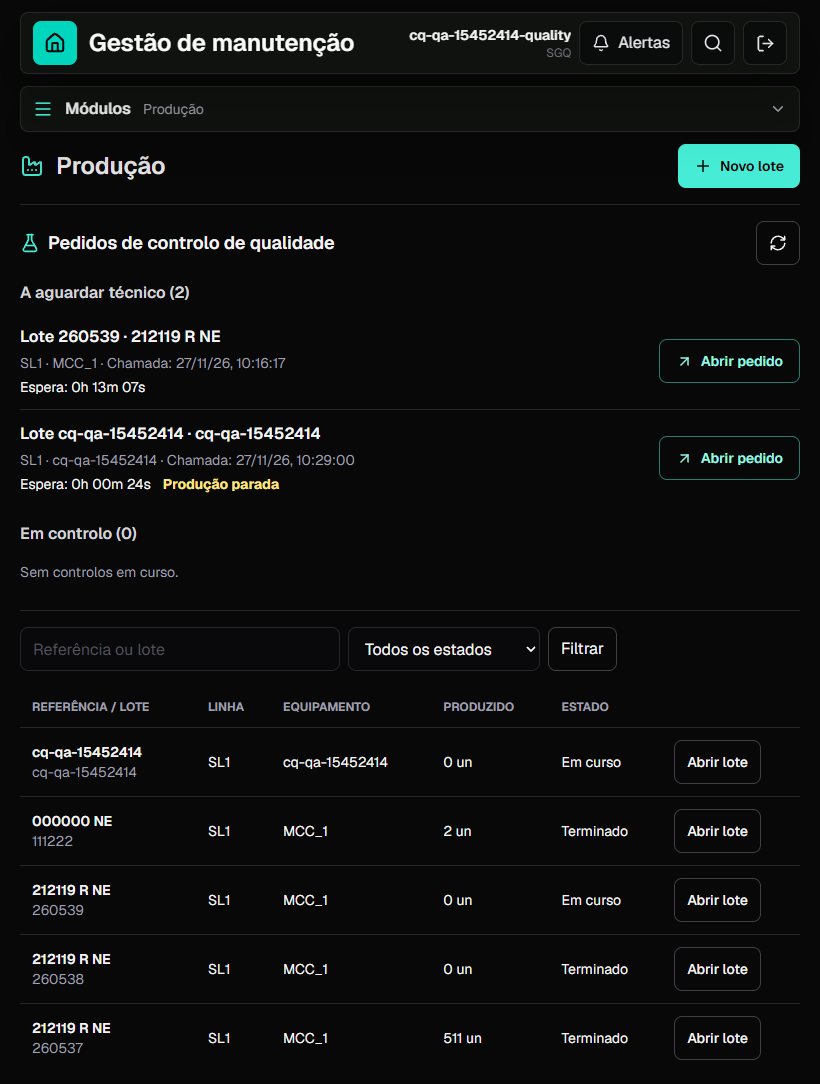 Gestão de manutenção
cq-qa-15452414-quality
SGQ
Alertas
Módulos Produção
Produção
Novo lote
Pedidos de controlo de qualidade
A aguardar técnico (2)
Lote 260539 · 212119 R NE
SL1 · MCC_1 · Chamada: 27/11/26, 10:16:17
Espera: 0h 13m 07s
Abrir pedido
Lote cq-qa-15452414 · cq-qa-15452414
SL1 · cq-qa-15452414 · Chamada: 27/11/26, 10:29:00
Espera: 0h 00m 24s Produção parada
Abrir pedido
Em controlo (0)
Sem controlos em curso.
Referência ou lote Todos os estados Filtrar
REFERÊNCIA / LOTE LINHA EQUIPAMENTO PRODUZIDO ESTADO
cq-qa-15452414
cq-qa-15452414 SL1 cq-qa-15452414 0 un Em curso Abrir lote
000000 NE
111222 SL1 MCC_1 2 un Terminado Abrir lote
212119 R NE
260539 SL1 MCC_1 0 un Em curso Abrir lote
212119 R NE
260538 SL1 MCC_1 0 un Terminado Abrir lote
212119 R NE
260537 SL1 MCC_1 511 un Terminado Abrir lote